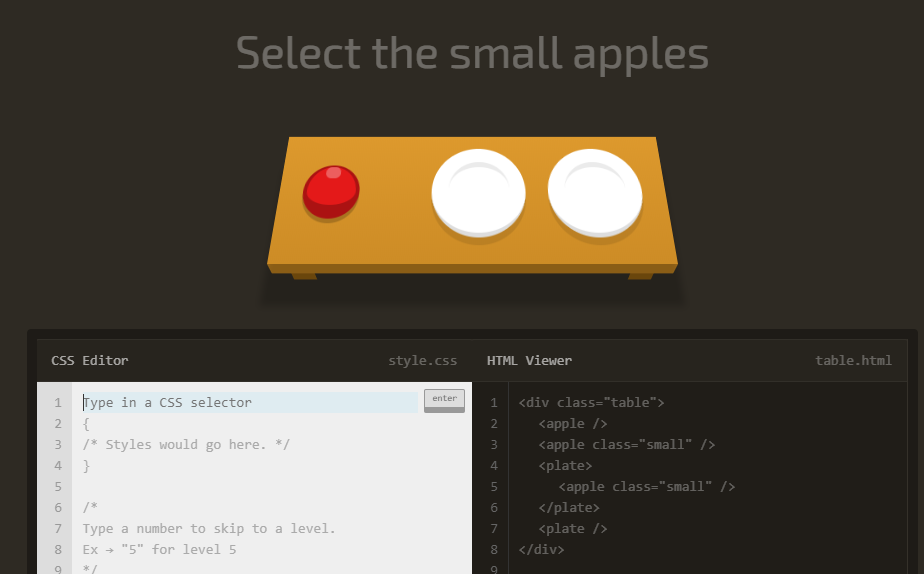 Select the small apples
CSS Editor
style.css
HTML Viewer
table.html
1 Type in a CSS selector
enter
2 {
3 /* Styles would go here. */
4 }
5
6 /*
7 Type a number to skip to a level.
8 Ex → "5" for level 5
9 */
1 <div class="table">
2 <apple />
3 <apple class="small" />
4 <plate>
5 <apple class="small" />
6 </plate>
7 <plate />
8 </div>
9